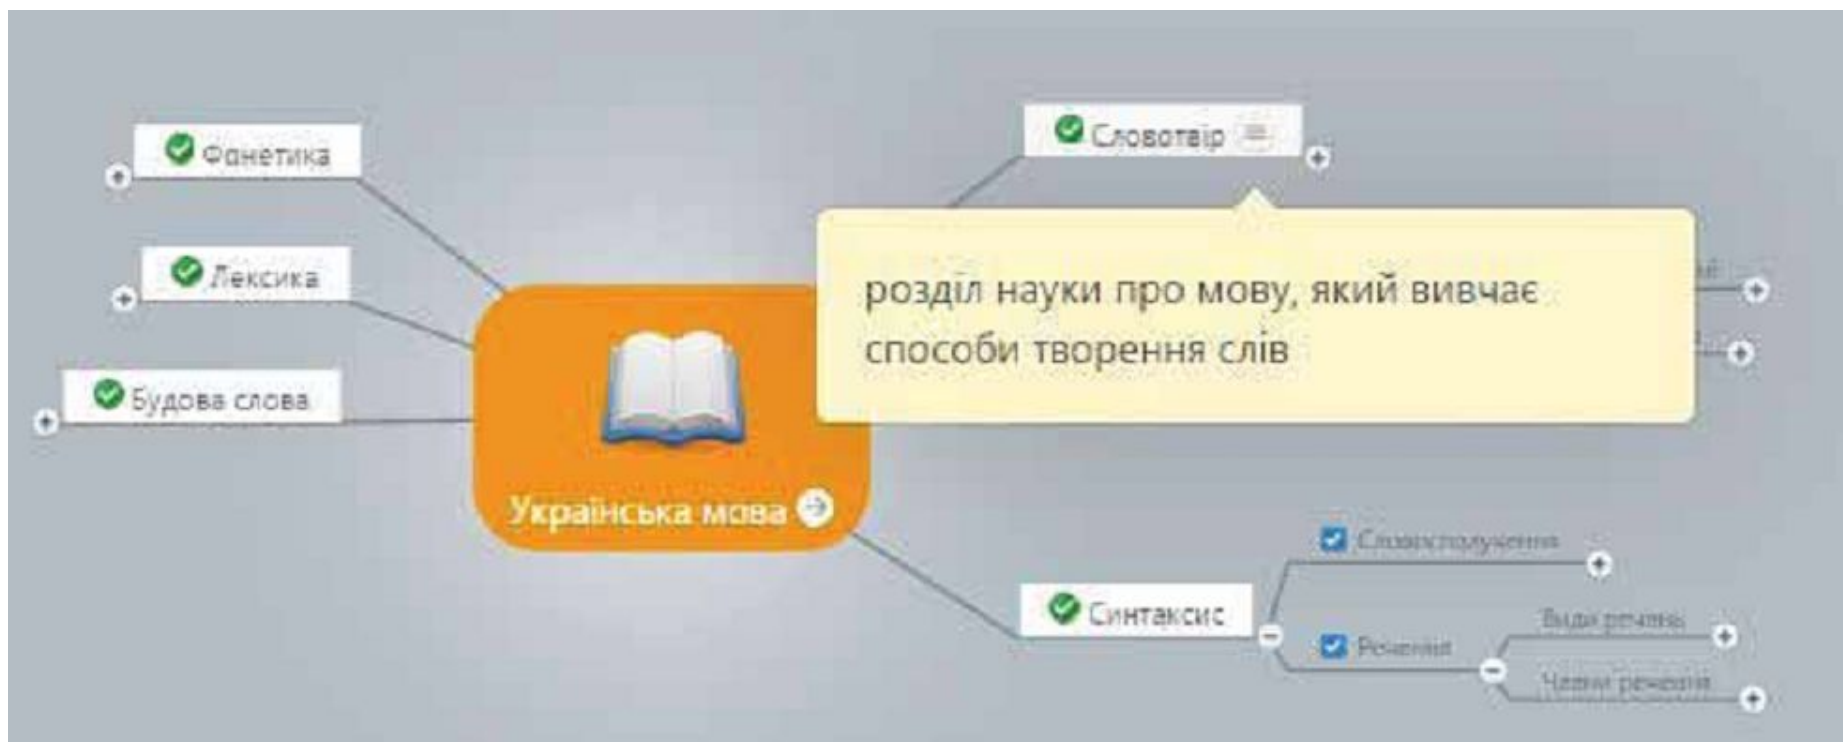 Фонетика
Лексика
Будова слова
Українська мова
Словотвір
розділ науки про мову, який вивчає
способи творення слів
Синтаксис
Словосполучення
Речення
Види речень
Члени речення